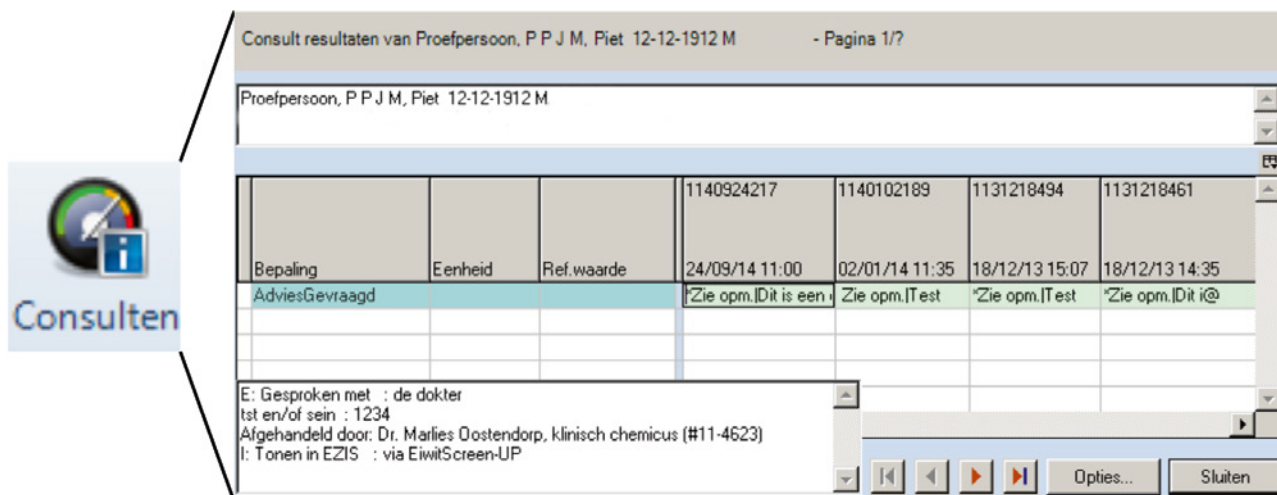 Consult resultaten van Proefpersoon, P P J M, Piet 12-12-1912 M - Pagina 1/?
Proefpersoon, P P J M, Piet 12-12-1912 M
Consulten
1140924217 1140102189 1131218494 1131218461
Bepaling Eenheid Ref.waarde 24/09/14 11:00 02/01/14 11:35 18/12/13 15:07 18/12/13 14:35
AdviesGevraagd *Zie opm.|Dit is een Zie opm.|Test *Zie opm.|Test *Zie opm.|Dit i@
E: Gesproken met : de dokter
tst en/of sein : 1234
Afgehandeld door: Dr. Marlies Oostendorp, klinisch chemicus (#11-4623)
I: Tonen in EZIS : via EiwitScreen-UP
Opties... Sluiten